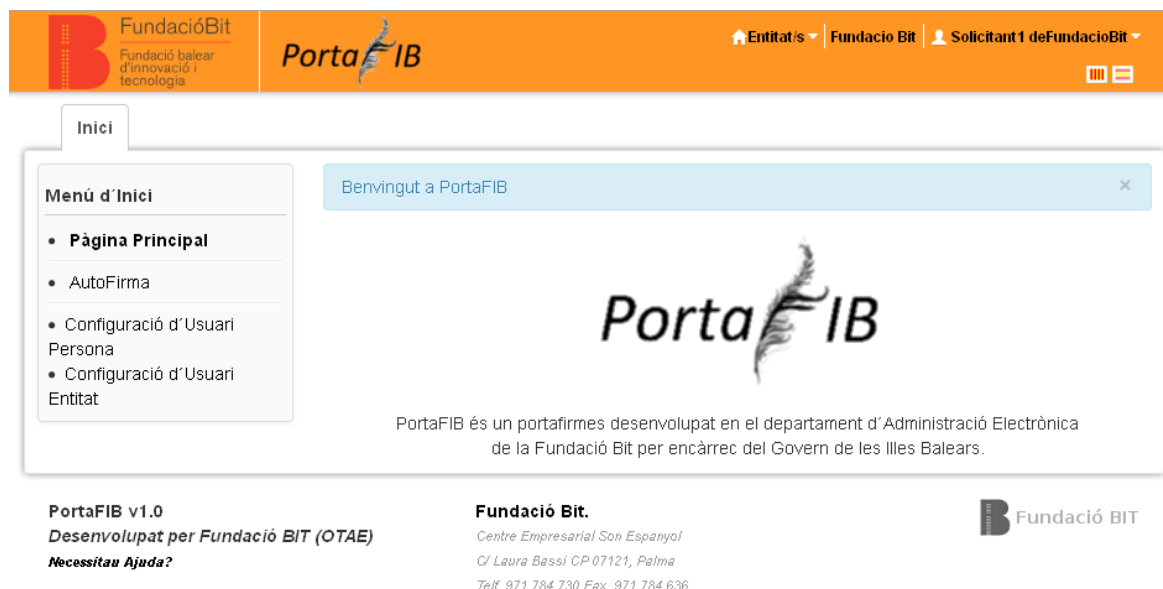 FundacióBit
Fundació balear
d'innovació i
tecnologia
PortaFIB
Entitat/s
Fundacio Bit
Solicitant1 deFundacioBit
Inici
Menú d´Inici
Pàgina Principal
AutoFirma
Configuració d´Usuari
Persona
Configuració d´Usuari
Entitat
Benvingut a PortaFIB
×
PortaFIB
PortaFIB és un portafirmes desenvolupat en el departament d´Administració Electrònica
de la Fundació Bit per encàrrec del Govern de les Illes Balears.
PortaFIB v1.0
Desenvolupat per Fundació BIT (OTAE)
Necessitau Ajuda?
Fundació Bit.
Centre Empresarial Son Espanyol
C/ Laura Bassi CP 07121, Palma
Telf. 971 784 730 Fax. 971 784 636
Fundació BIT